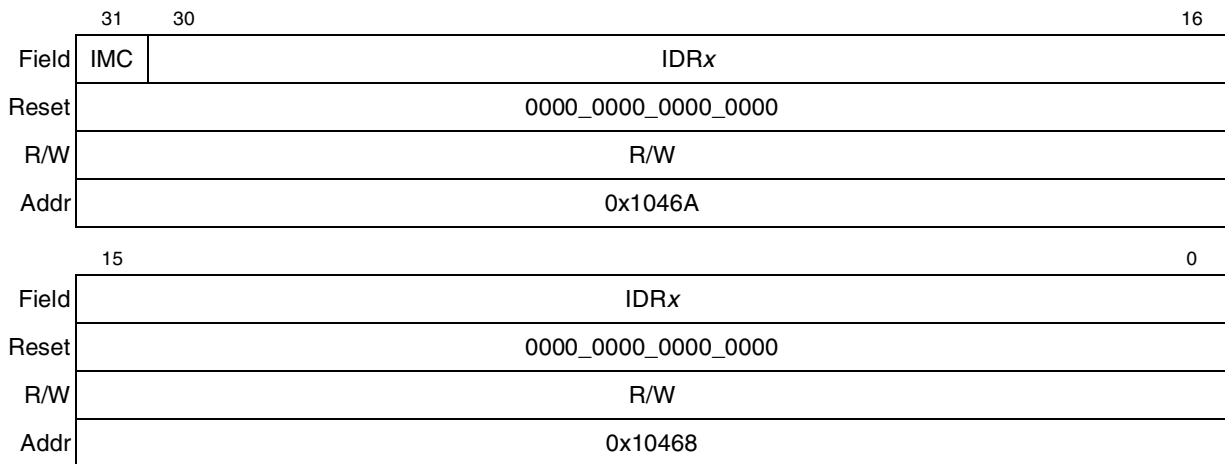 31 30 16
Field IMC IDRx
Reset 0000_0000_0000_0000
R/W R/W
Addr 0x1046A
15 0
Field IDRx
Reset 0000_0000_0000_0000
R/W R/W
Addr 0x10468